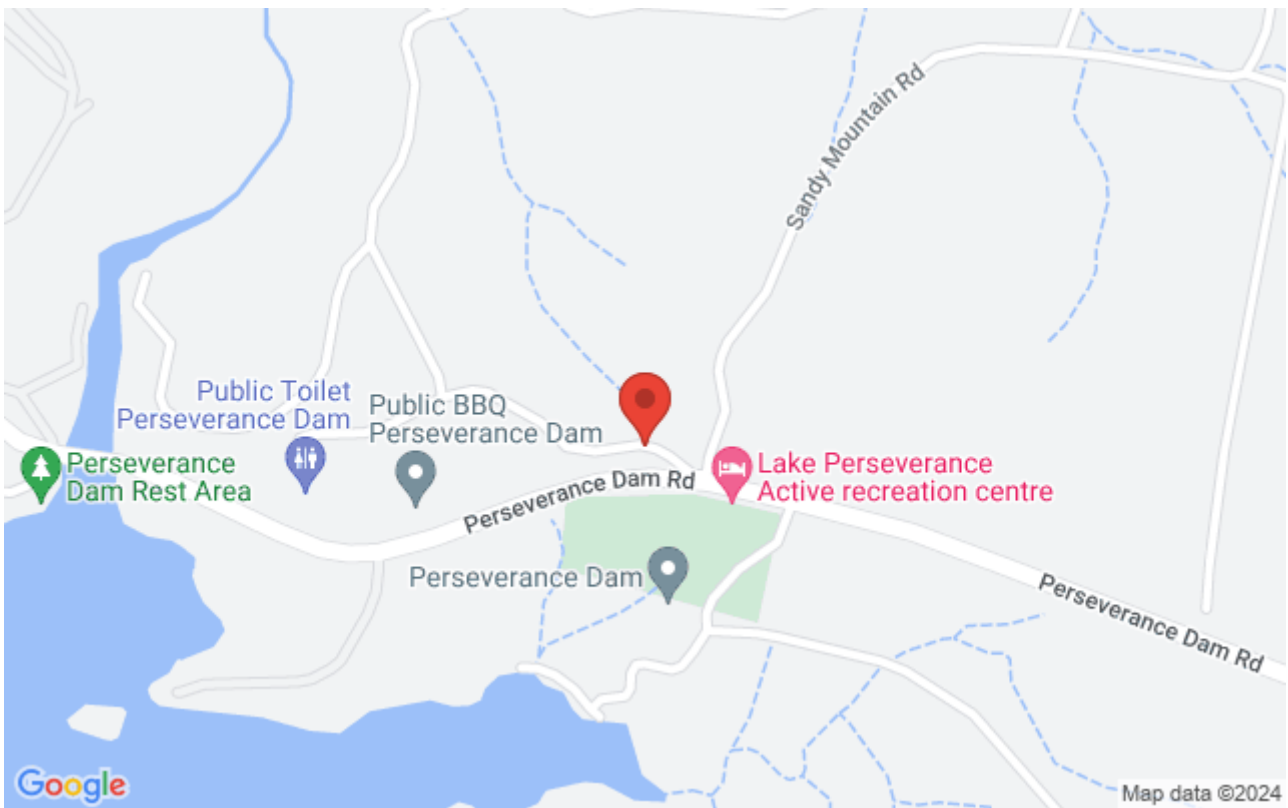 Sandy Mountain Rd
Public Toilet
Perseverance Dam
Public BBQ
Perseverance Dam
Perseverance
Dam Rest Area
Perseverance Dam Rd
Lake Perseverance
Active recreation centre
Perseverance Dam
Perseverance Dam Rd
Google
Map data ©2024